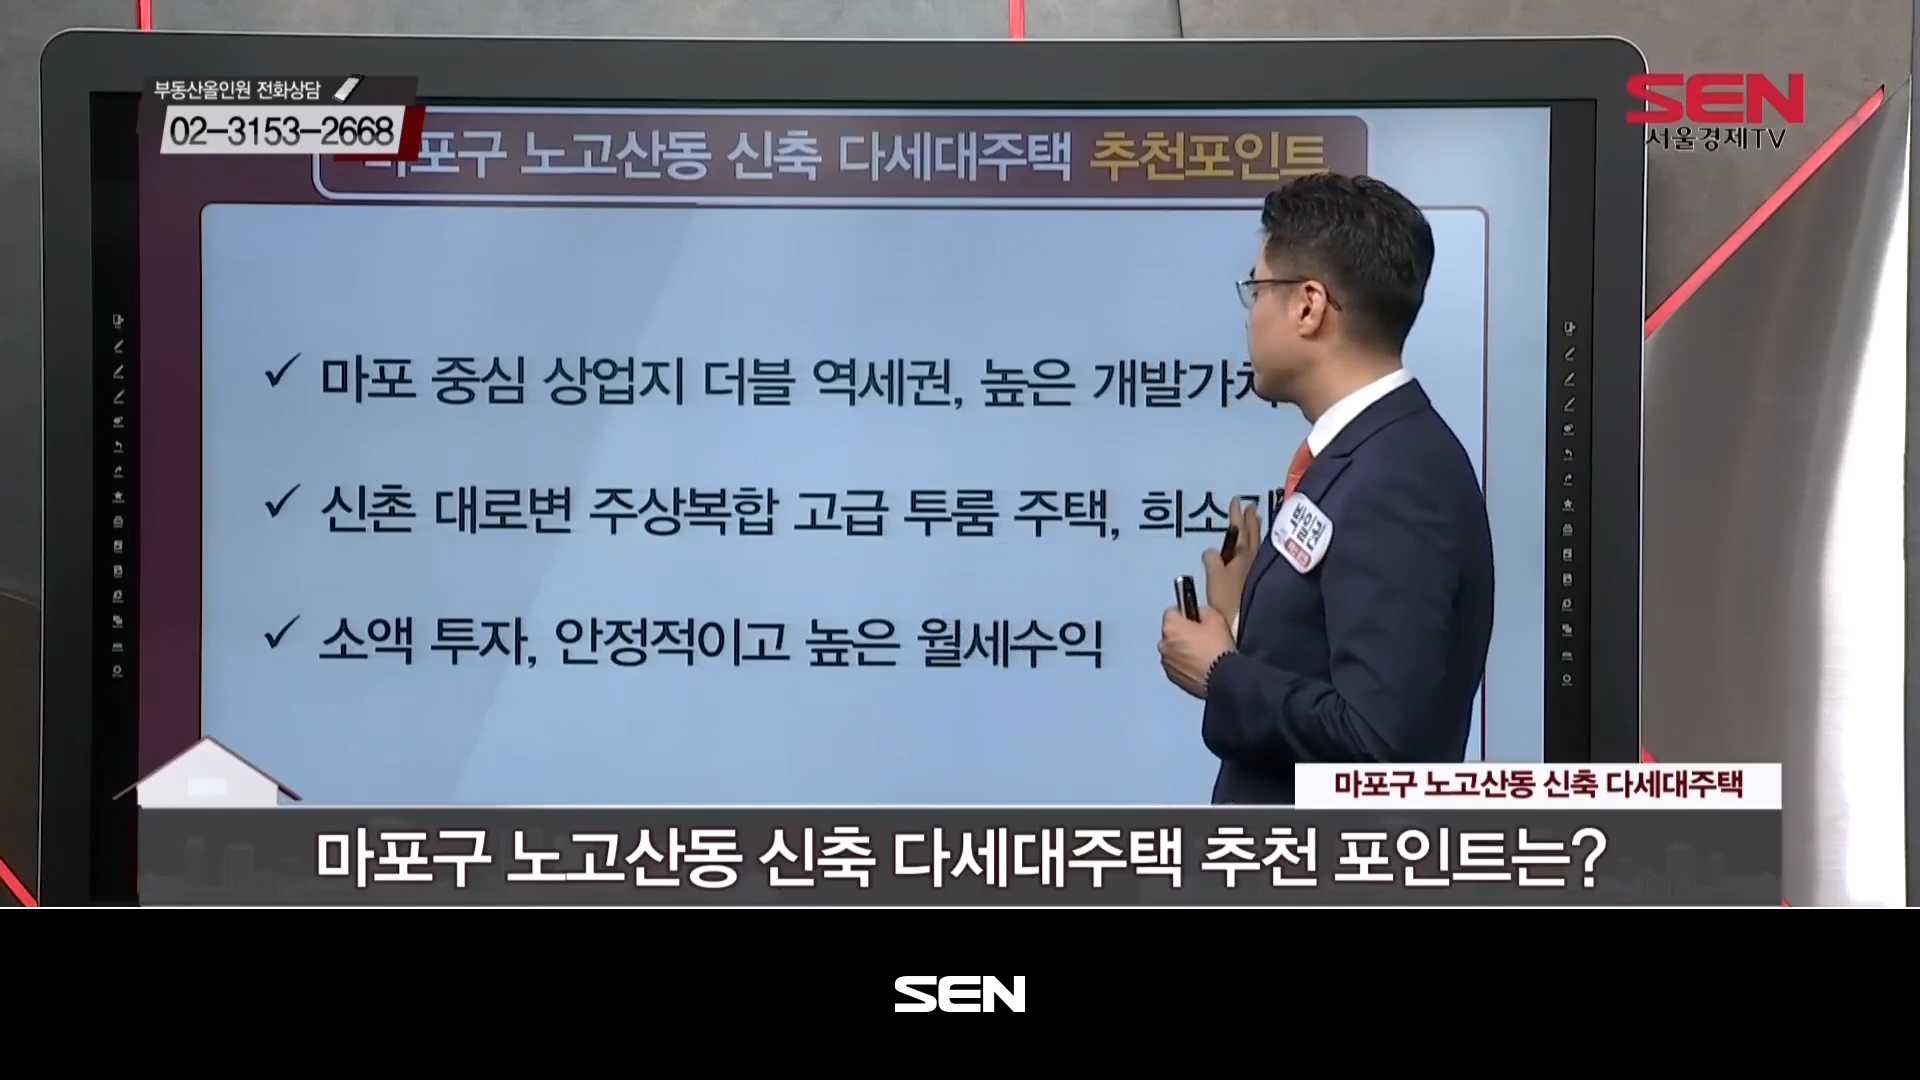 부동산올인원 전화상담
02-3153-2668
SEN
서울경제TV
마포구 노고산동 신축 다세대주택 추천포인트
✓ 마포 중심 상업지 더블 역세권, 높은 개발가치
✓ 신촌 대로변 주상복합 고급 투룸 주택,
✓ 소액 투자, 안정적이고 높은 월세수익
마포구 노고산동 신축 다세대주택
마포구 노고산동 신축 다세대주택 추천 포인트는?
SEN